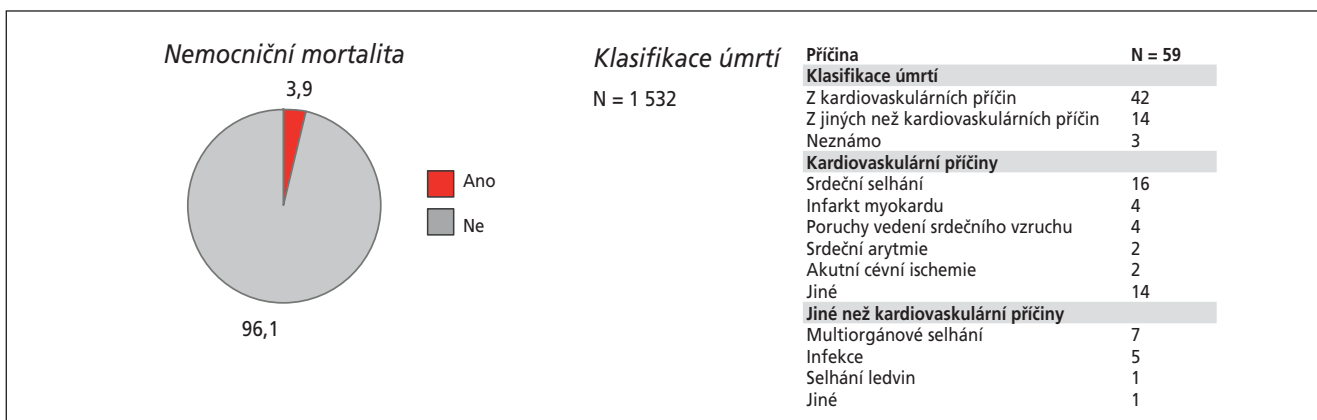 Nemocniční mortalita
3,9
96,1
Ano
Ne
Klasifikace úmrtí
N = 1 532
Příčina N = 59
Klasifikace úmrtí
Z kardiovaskulárních příčin 42
Z jiných než kardiovaskulárních příčin 14
Neznámo 3
Kardiovaskulární příčiny
Srdeční selhání 16
Infarkt myokardu 4
Poruchy vedení srdečního vzruchu 4
Srdeční arytmie 2
Akutní cévní ischemie 2
Jiné 14
Jiné než kardiovaskulární příčiny
Multiorgánové selhání 7
Infekce 5
Selhání ledvin 1
Jiné 1